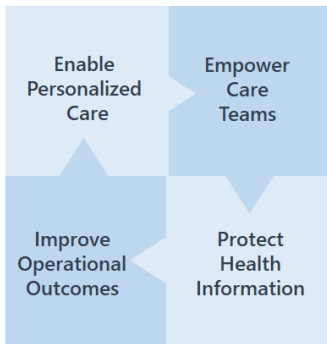 Enable
Personalized
Care
Empower
Care
Teams
Improve
Operational
Outcomes
Protect
Health
Information